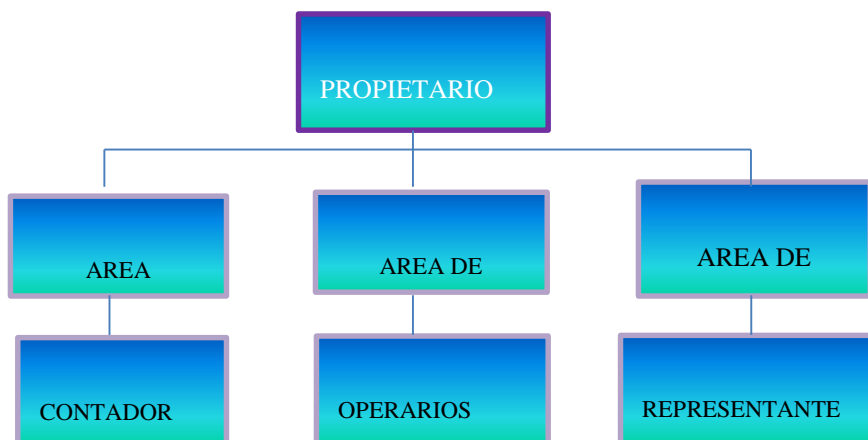 PROPIETARIO
AREA
AREA DE
AREA DE
CONTADOR
OPERARIOS
REPRESENTANTE